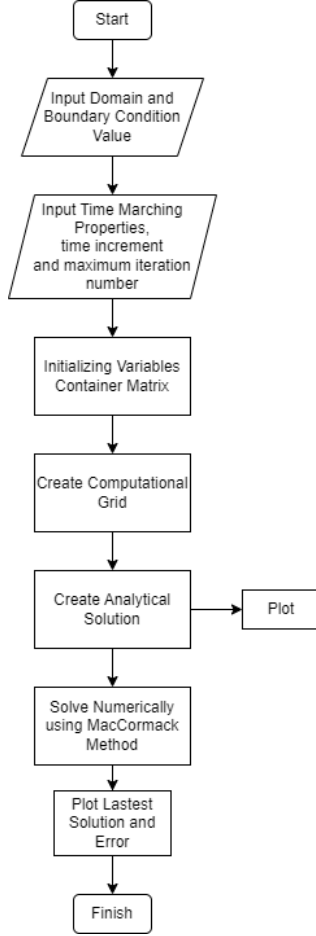 Start
Input Domain and
Boundary Condition
Value
Input Time Marching
Properties,
time increment
and maximum iteration
number
Initializing Variables
Container Matrix
Create Computational
Grid
Create Analytical
Solution
Plot
Solve Numerically
using MacCormack
Method
Plot Lastest
Solution and
Error
Finish